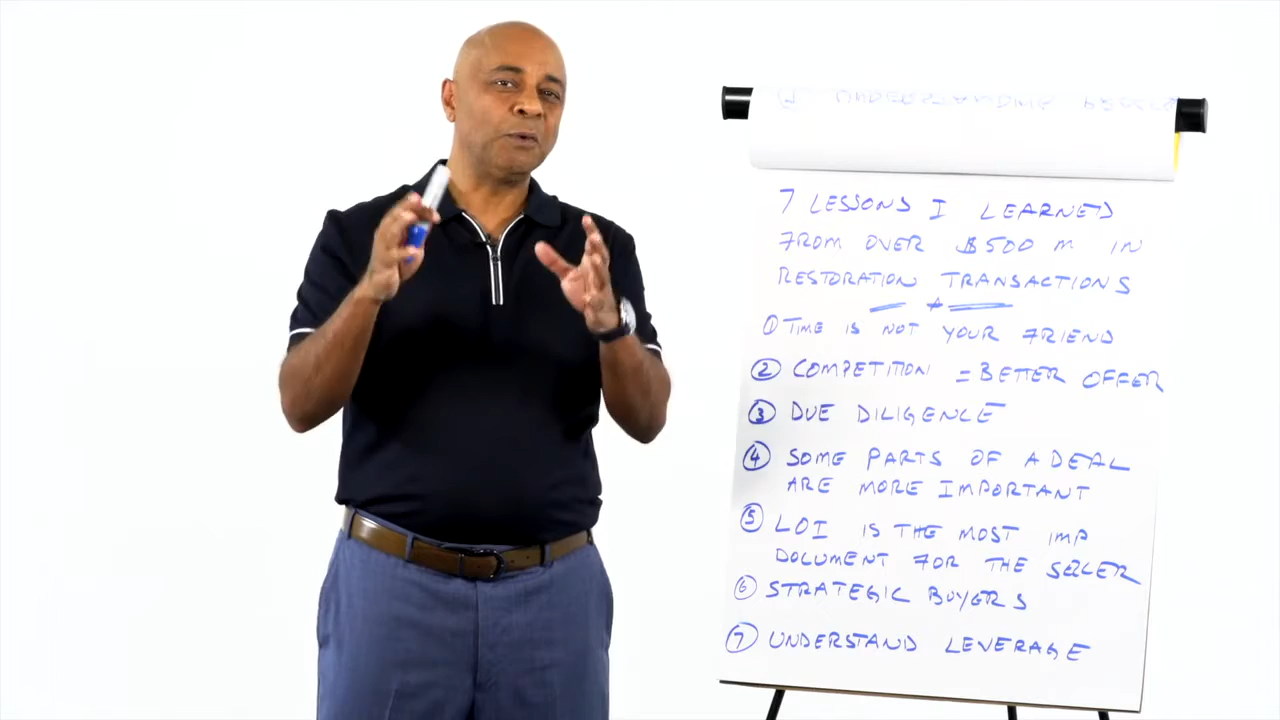 7 LESSONS I LEARNED
FROM OVER $500 M IN
RESTORATION TRANSACTIONS
① TIME IS NOT YOUR FRIEND
② COMPETITION = BETTER OFFER
③ DUE DILIGENCE
④ SOME PARTS OF A DEAL
ARE MORE IMPORTANT
⑤ LOI IS THE MOST IMP
DOCUMENT FOR THE SELLER
⑥ STRATEGIC BUYERS
⑦ UNDERSTAND LEVERAGE